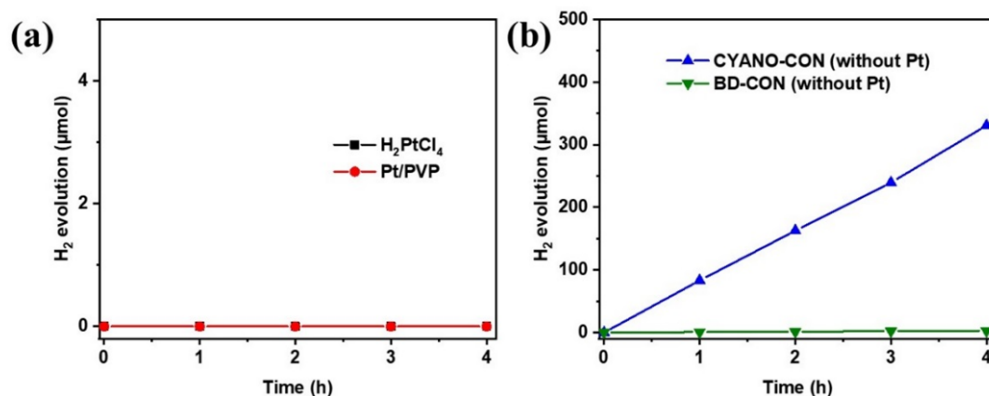 (a)
H₂ evolution (μmol)
4
2
0
H₂PtCl₄
Pt/PVP
0 1 2 3 4
Time (h)
(b)
H₂ evolution (μmol)
500
400
300
200
100
0
CYANO-CON (without Pt)
BD-CON (without Pt)
0 1 2 3 4
Time (h)